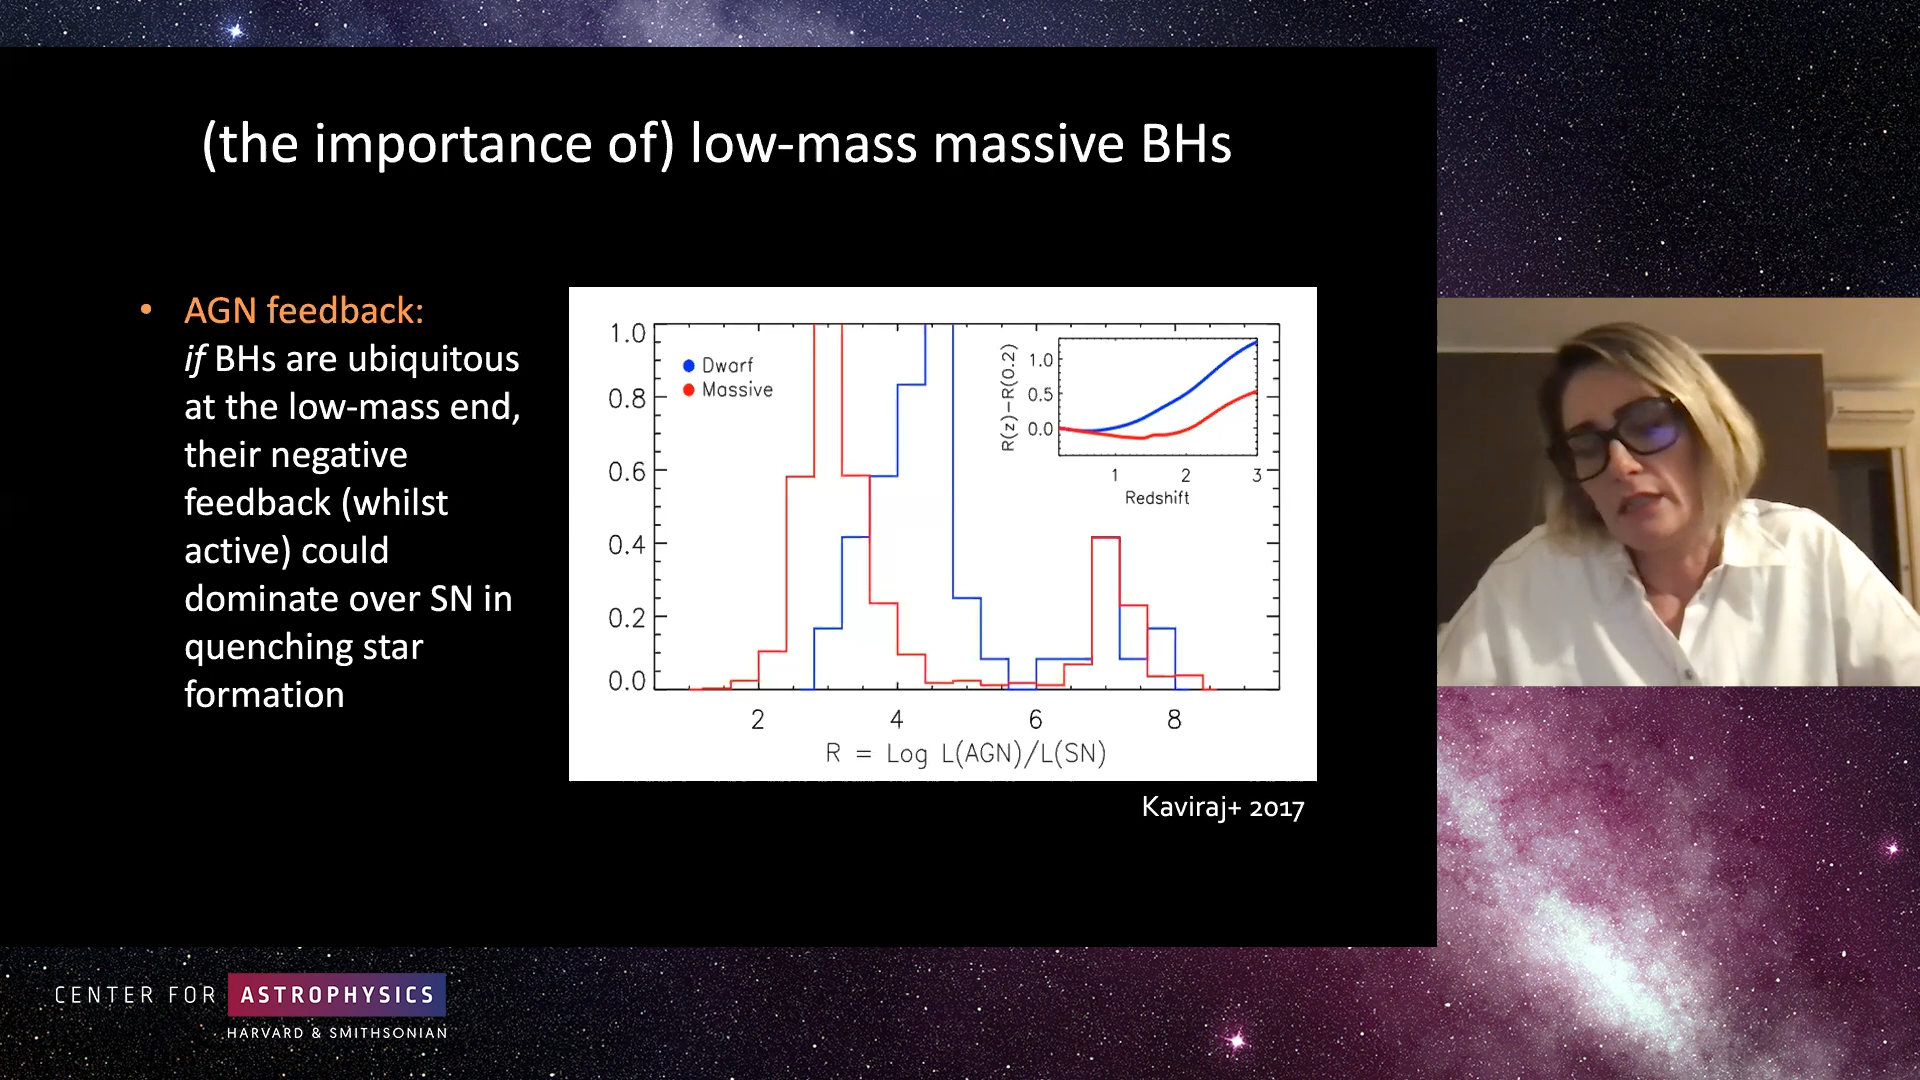 (the importance of) low-mass massive BHs
• AGN feedback:
if BHs are ubiquitous
at the low-mass end,
their negative
feedback (whilst
active) could
dominate over SN in
quenching star
formation
1.0
0.8
0.6
0.4
0.2
0.0
Dwarf
Massive
R(z)-R(0.2)
1.0
0.5
0.0
1 2 3
Redshift
2 4 6 8
R = Log L(AGN)/L(SN)
Kaviraj+ 2017
CENTER FOR ASTROPHYSICS
HARVARD & SMITHSONIAN